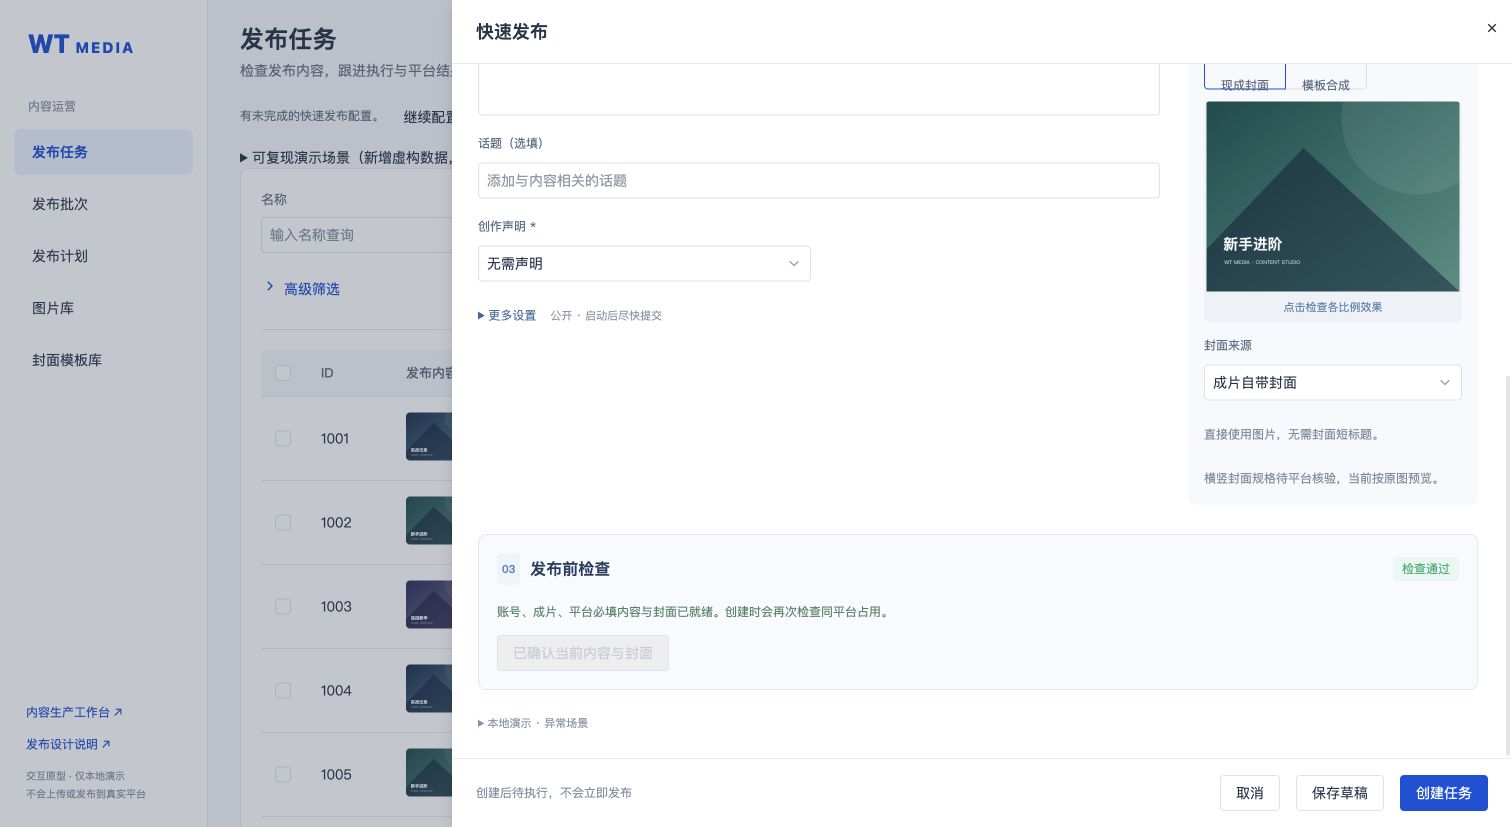 WT MEDIA
内容运营
发布任务
发布批次
发布计划
图片库
封面模板库
内容生产工作台 ↗
发布设计说明 ↗
交互原型 · 仅本地演示
不会上传或发布到真实平台
发布任务
检查发布内容，跟进执行与平台结
有未完成的快速发布配置。 继续配置
▶ 可复现演示场景（新增虚构数据，
名称
输入名称查询
高级筛选
ID 发布内容
1001
1002
1003
1004
1005
快速发布
×
话题（选填）
添加与内容相关的话题
创作声明 *
无需声明
▶ 更多设置 公开 · 启动后尽快提交
现成封面 模板合成
新手进阶
WT MEDIA · CONTENT STUDIO
点击检查各比例效果
封面来源
成片自带封面
直接使用图片，无需封面短标题。
横竖封面规格待平台核验，当前按原图预览。
03 发布前检查 检查通过
账号、成片、平台必填内容与封面已就绪。创建时会再次检查同平台占用。
已确认当前内容与封面
▶ 本地演示 · 异常场景
创建后待执行，不会立即发布
取消 保存草稿 创建任务